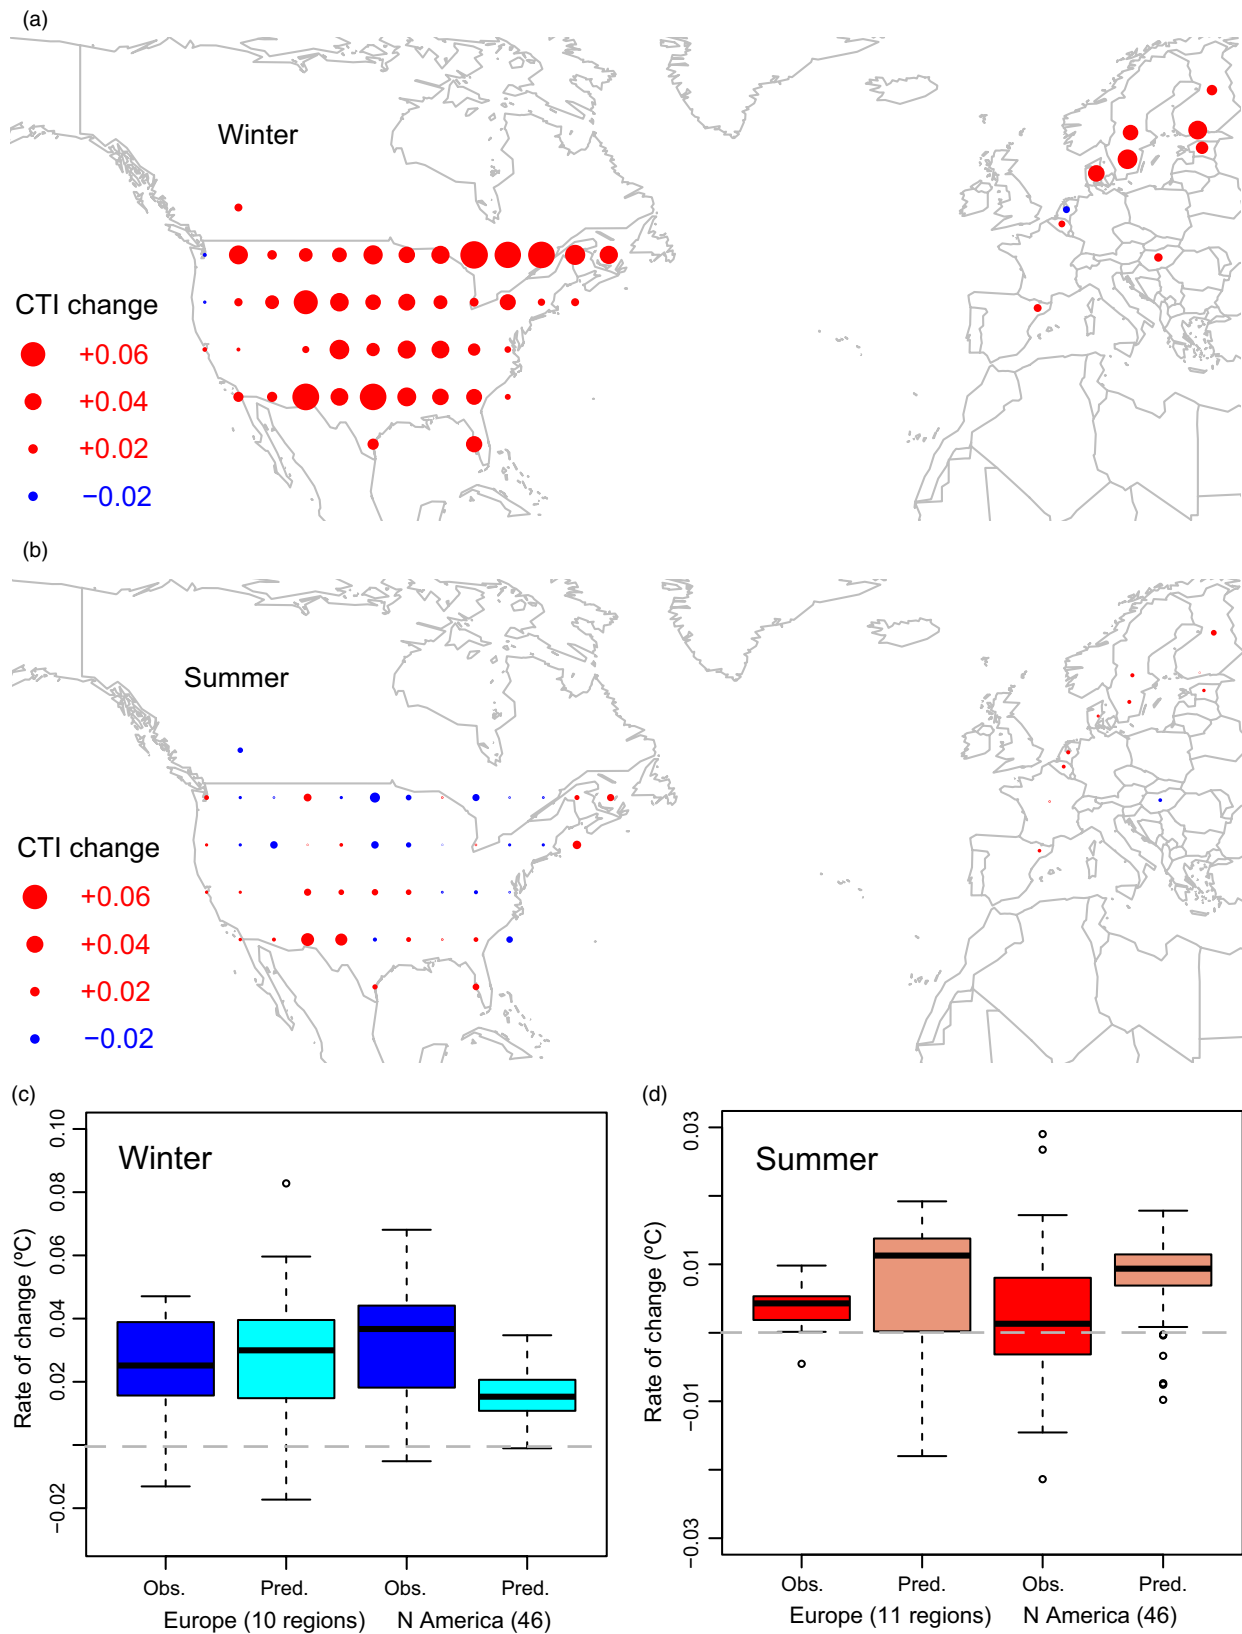 (a)
Winter
CTI change
+0.06
+0.04
+0.02
−0.02
(b)
Summer
CTI change
+0.06
+0.04
+0.02
−0.02
(c)
Winter
Rate of change (ºC)
0.10
0.08
0.06
0.04
0.02
−0.02
Obs.
Pred.
Obs.
Pred.
Europe (10 regions)
N America (46)
(d)
Summer
Rate of change (ºC)
0.03
0.01
−0.01
−0.03
Obs.
Pred.
Obs.
Pred.
Europe (11 regions)
N America (46)